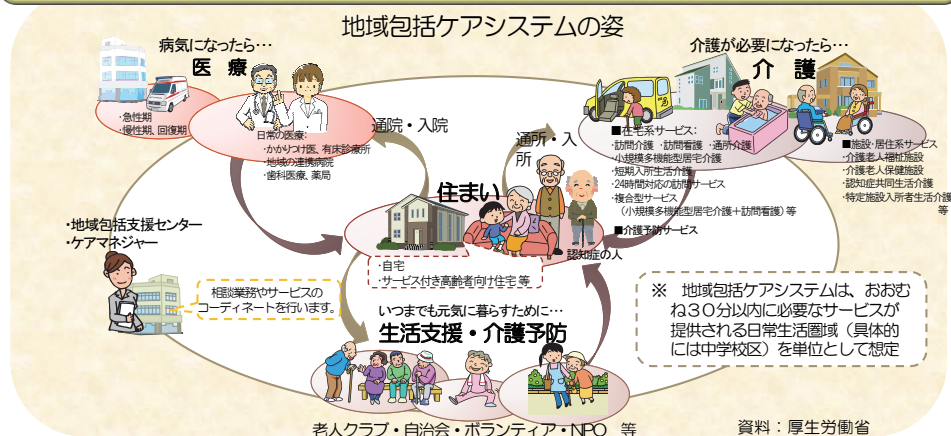 地域包括ケアシステムの姿
病気になったら…
医 療
・急性期
・慢性期、回復期
日常の医療:
・かかりつけ医、有床診療所
・地域の連携病院
・歯科医療、薬局
通院・入院
通所・入
所
介護が必要になったら…
介 護
■在宅系サービス:
・訪問介護 ・訪問看護 ・通所介護
・小規模多機能型居宅介護
・短期入所生活介護
・24時間対応の訪問サービス
・複合型サービス
(小規模多機能型居宅介護+訪問看護)等
■介護予防サービス
■施設・居住系サービス
・介護老人福祉施設
・介護老人保健施設
・認知症共同生活介護
・特定施設入所者生活介護
等
住まい
認知症の人
・自宅
・サービス付き高齢者向け住宅 等
・地域包括支援センター
・ケアマネジャー
相談業務やサービスの
コーディネートを行います。
いつまでも元気に暮らすために…
生活支援・介護予防
老人クラブ・自治会・ボランティア・NPO 等
※ 地域包括ケアシステムは、おおむ
ね30分以内に必要なサービスが
提供される日常生活圏域(具体的
には中学校区)を単位として想定
資料:厚生労働省